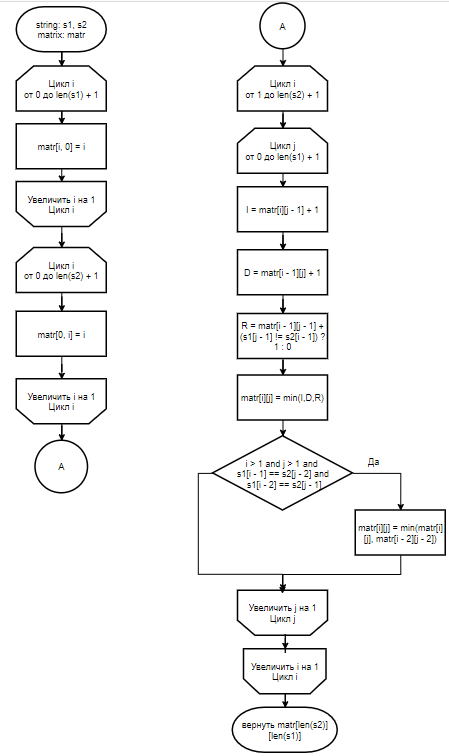 string: s1, s2
matrix: matr
Цикл i
от 0 до len(s1) + 1
matr[i, 0] = i
Увеличить i на 1
Цикл i
Цикл i
от 0 до len(s2) + 1
matr[0, i] = i
Увеличить i на 1
Цикл i
A
A
Цикл i
от 1 до len(s2) + 1
Цикл j
от 0 до len(s1) + 1
I = matr[i][j - 1] + 1
D = matr[i - 1][j] + 1
R = matr[i - 1][j - 1] +
(s1[j - 1] != s2[i - 1]) ?
1 : 0
matr[i][j] = min(I,D,R)
i > 1 and j > 1 and
s1[i - 1] == s2[j - 2] and
s1[i - 2] == s2[j - 1]
Да
matr[i][j] = min(matr[i]
[j], matr[i - 2][j - 2])
Увеличить j на 1
Цикл j
Увеличить i на 1
Цикл i
вернуть matr[len(s2)]
[len(s1)]